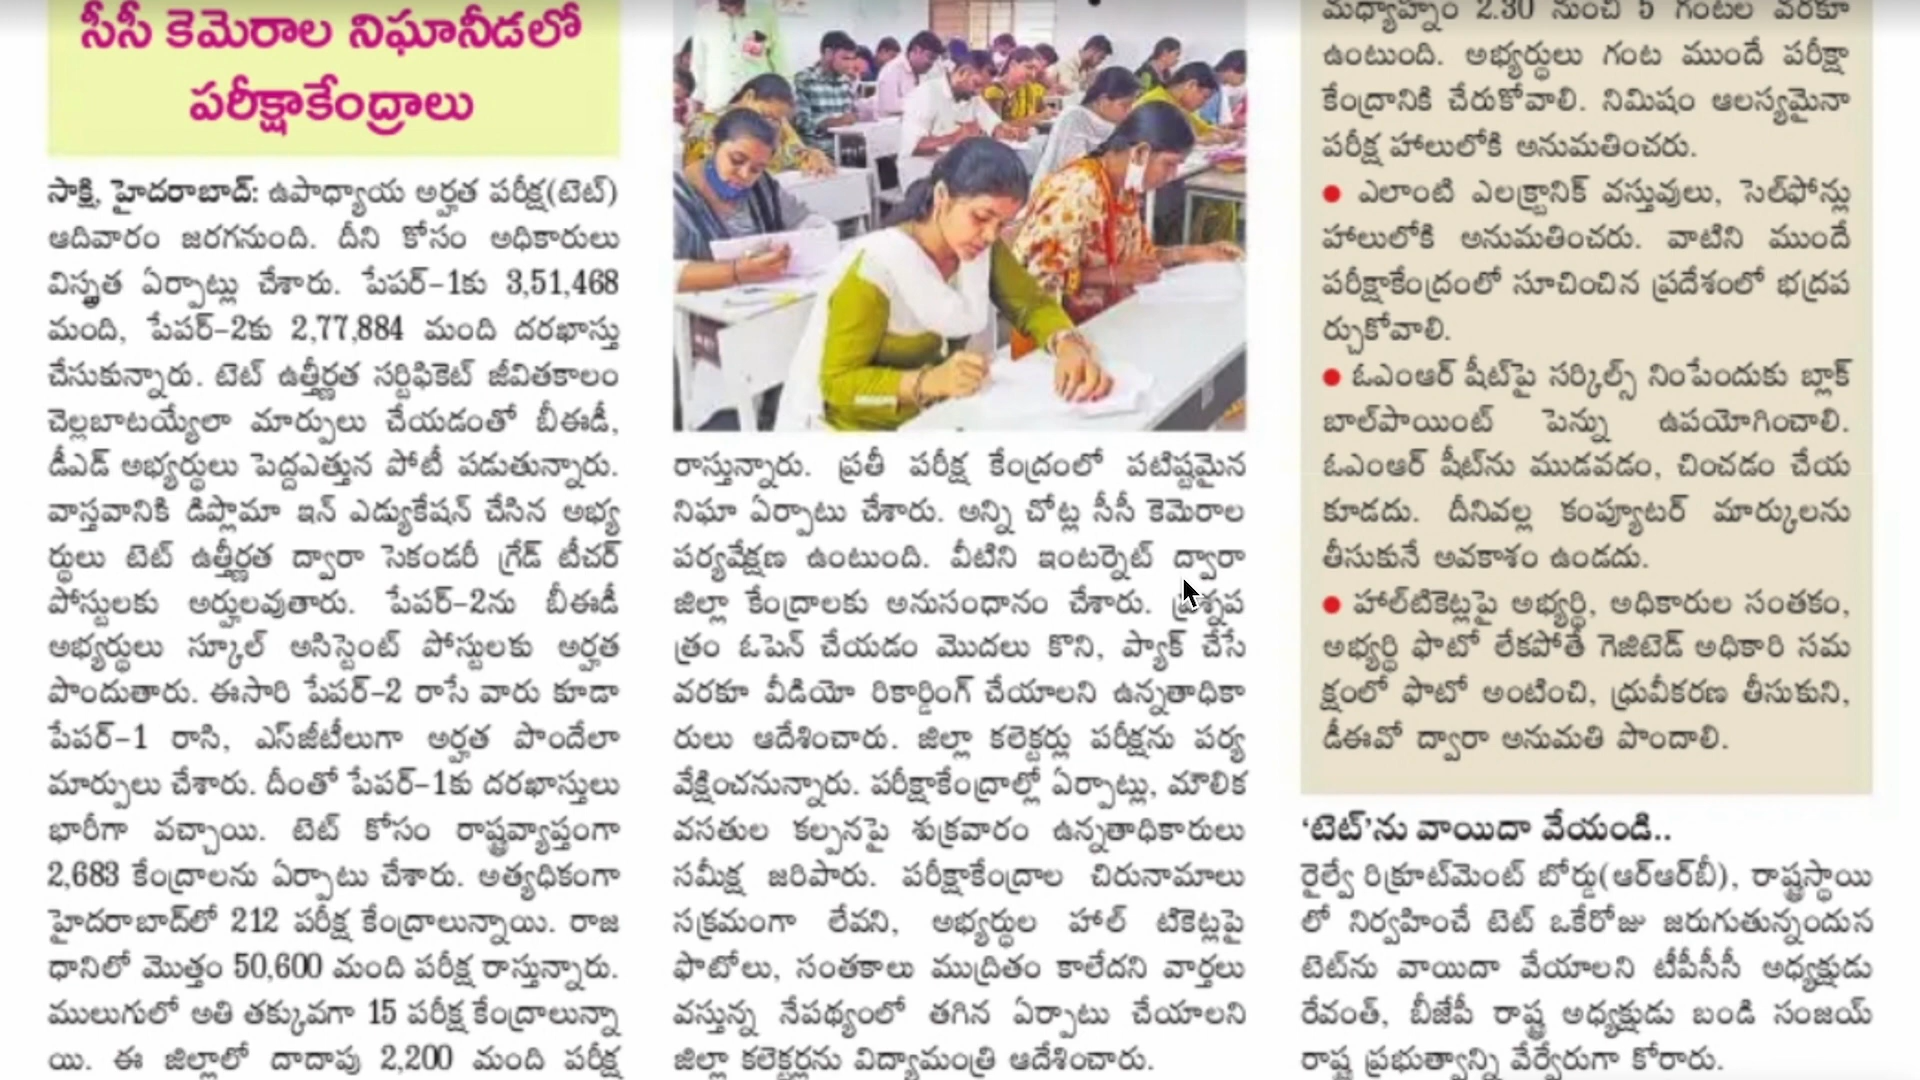 సీసీ కెమెరాల నిఘానీడలో
పరీక్షాకేంద్రాలు
సాక్షి, హైదరాబాద్: ఉపాధ్యాయ అర్హత పరీక్ష(టెట్)
ఆదివారం జరగనుంది. దీని కోసం అధికారులు
విస్తృత ఏర్పాట్లు చేశారు. పేపర్–1కు 3,51,468
మంది, పేపర్–2కు 2,77,884 మంది దరఖాస్తు
చేసుకున్నారు. టెట్ ఉత్తీర్ణత సర్టిఫికెట్ జీవితకాలం
చెల్లబాటయ్యేలా మార్పులు చేయడంతో బీఈడీ,
డీఎడ్ అభ్యర్థులు పెద్దఎత్తున పోటీ పడుతున్నారు.
వాస్తవానికి డిప్లొమా ఇన్ ఎడ్యుకేషన్ చేసిన అభ్య
ర్థులు టెట్ ఉత్తీర్ణత ద్వారా సెకండరీ గ్రేడ్ టీచర్
పోస్టులకు అర్హులవుతారు. పేపర్–2ను బీఈడీ
అభ్యర్థులు స్కూల్ అసిస్టెంట్ పోస్టులకు అర్హత
పొందుతారు. ఈసారి పేపర్–2 రాసే వారు కూడా
పేపర్–1 రాసి, ఎస్‌జీటీలుగా అర్హత పొందేలా
మార్పులు చేశారు. దీంతో పేపర్–1కు దరఖాస్తులు
భారీగా వచ్చాయి. టెట్ కోసం రాష్ట్రవ్యాప్తంగా
2,683 కేంద్రాలను ఏర్పాటు చేశారు. అత్యధికంగా
హైదరాబాద్‌లో 212 పరీక్ష కేంద్రాలున్నాయి. రాజ
ధానిలో మొత్తం 50,600 మంది పరీక్ష రాస్తున్నారు.
ములుగులో అతి తక్కువగా 15 పరీక్ష కేంద్రాలున్నా
యి. ఈ జిల్లాలో దాదాపు 2,200 మంది పరీక్ష
రాస్తున్నారు. ప్రతీ పరీక్ష కేంద్రంలో పటిష్టమైన
నిఘా ఏర్పాటు చేశారు. అన్ని చోట్ల సీసీ కెమెరాల
పర్యవేక్షణ ఉంటుంది. వీటిని ఇంటర్నెట్ ద్వారా
జిల్లా కేంద్రాలకు అనుసంధానం చేశారు. ప్రశ్నప
త్రం ఓపెన్ చేయడం మొదలు కొని, ప్యాక్ చేసే
వరకూ వీడియో రికార్డింగ్ చేయాలని ఉన్నతాధికా
రులు ఆదేశించారు. జిల్లా కలెక్టర్లు పరీక్షను పర్య
వేక్షించనున్నారు. పరీక్షాకేంద్రాల్లో ఏర్పాట్లు, మౌలిక
వసతుల కల్పనపై శుక్రవారం ఉన్నతాధికారులు
సమీక్ష జరిపారు. పరీక్షాకేంద్రాల చిరునామాలు
సక్రమంగా లేవని, అభ్యర్థుల హాల్ టికెట్లపై
ఫొటోలు, సంతకాలు ముద్రితం కాలేదని వార్తలు
వస్తున్న నేపథ్యంలో తగిన ఏర్పాటు చేయాలని
జిల్లా కలెక్టర్లను విద్యామంత్రి ఆదేశించారు.
మధ్యాహ్నం 2.30 నుంచి 5 గంటల వరకూ
ఉంటుంది. అభ్యర్థులు గంట ముందే పరీక్షా
కేంద్రానికి చేరుకోవాలి. నిమిషం ఆలస్యమైనా
పరీక్ష హాలులోకి అనుమతించరు.
● ఎలాంటి ఎలక్ట్రానిక్ వస్తువులు, సెల్‌ఫోన్లు
హాలులోకి అనుమతించరు. వాటిని ముందే
పరీక్షాకేంద్రంలో సూచించిన ప్రదేశంలో భద్రప
ర్చుకోవాలి.
● ఓఎంఆర్ షీట్‌పై సర్కిల్స్ నింపేందుకు బ్లాక్
బాల్‌పాయింట్ పెన్ను ఉపయోగించాలి.
ఓఎంఆర్ షీట్‌ను ముడవడం, చించడం చేయ
కూడదు. దీనివల్ల కంప్యూటర్ మార్కులను
తీసుకునే అవకాశం ఉండదు.
● హాల్‌టికెట్లపై అభ్యర్థి, అధికారుల సంతకం,
అభ్యర్థి ఫొటో లేకపోతే గెజిటెడ్ అధికారి సమ
క్షంలో ఫొటో అంటించి, ధ్రువీకరణ తీసుకుని,
డీఈవో ద్వారా అనుమతి పొందాలి.
‘టెట్’ను వాయిదా వేయండి..
రైల్వే రిక్రూట్‌మెంట్ బోర్డు(ఆర్‌ఆర్‌బీ), రాష్ట్రస్థాయి
లో నిర్వహించే టెట్ ఒకేరోజు జరుగుతున్నందున
టెట్‌ను వాయిదా వేయాలని టీపీసీసీ అధ్యక్షుడు
రేవంత్, బీజేపీ రాష్ట్ర అధ్యక్షుడు బండి సంజయ్
రాష్ట్ర ప్రభుత్వాన్ని వేర్వేరుగా కోరారు.